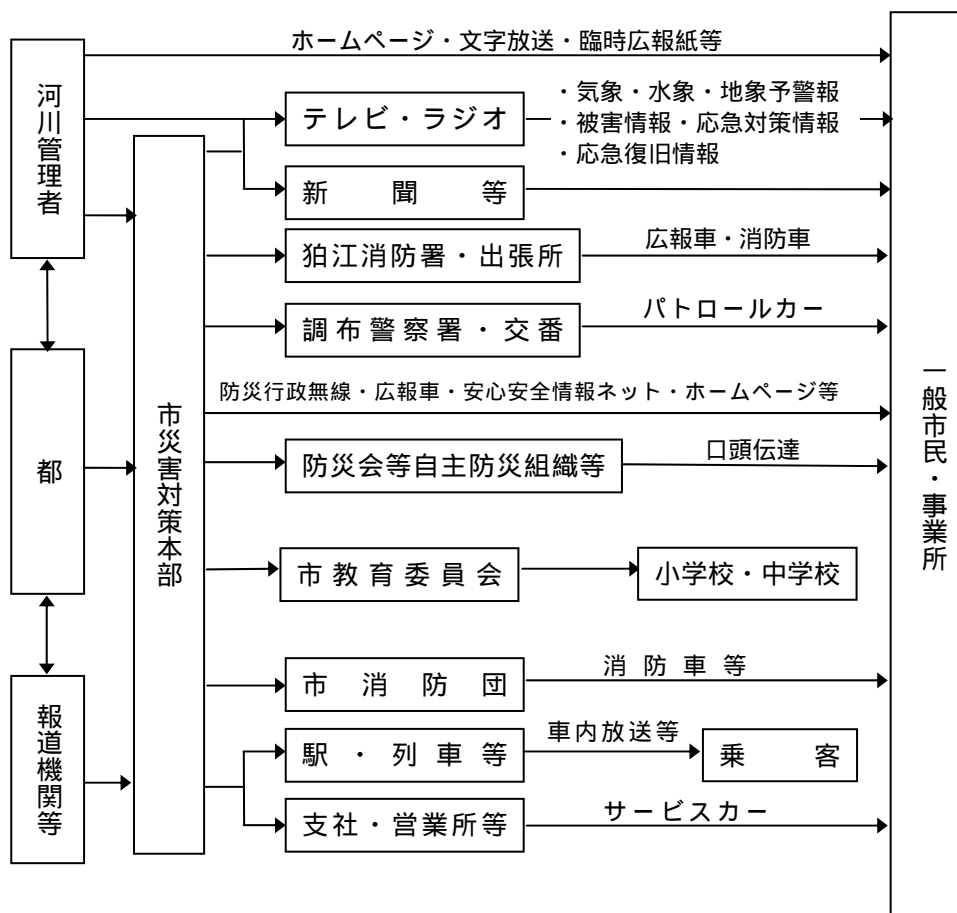 ホームページ・文字放送・臨時広報紙等
河川管理者
テレビ・ラジオ
・気象・水象・地象予警報
・被害情報・応急対策情報
・応急復旧情報
新聞等
狛江消防署・出張所
広報車・消防車
調布警察署・交番
パトロールカー
防災行政無線・広報車・安心安全情報ネット・ホームページ等
都
市災害対策本部
防災会等自主防災組織等
口頭伝達
一般市民・事業所
市教育委員会
小学校・中学校
市消防団
消防車等
報道機関等
駅・列車等
車内放送等
乗客
支社・営業所等
サービスカー